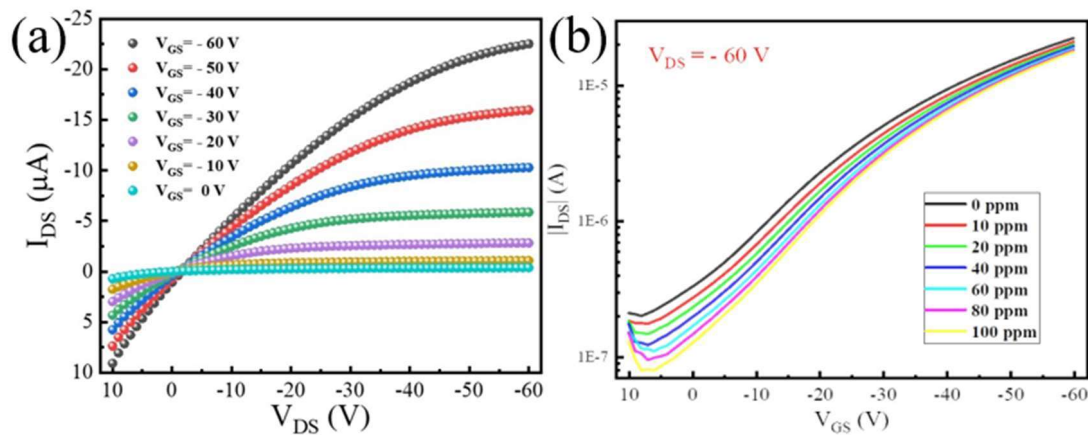 (a)
-25
-20
-15
-10
-5
0
5
10
I_DS (μA)
V_GS= - 60 V
V_GS= - 50 V
V_GS= - 40 V
V_GS= - 30 V
V_GS= - 20 V
V_GS= - 10 V
V_GS= 0 V
10 0 -10 -20 -30 -40 -50 -60
V_DS (V)
(b)
V_DS = - 60 V
1E-5
1E-6
1E-7
|I_DS| (A)
0 ppm
10 ppm
20 ppm
40 ppm
60 ppm
80 ppm
100 ppm
10 0 -10 -20 -30 -40 -50 -60
V_GS (V)